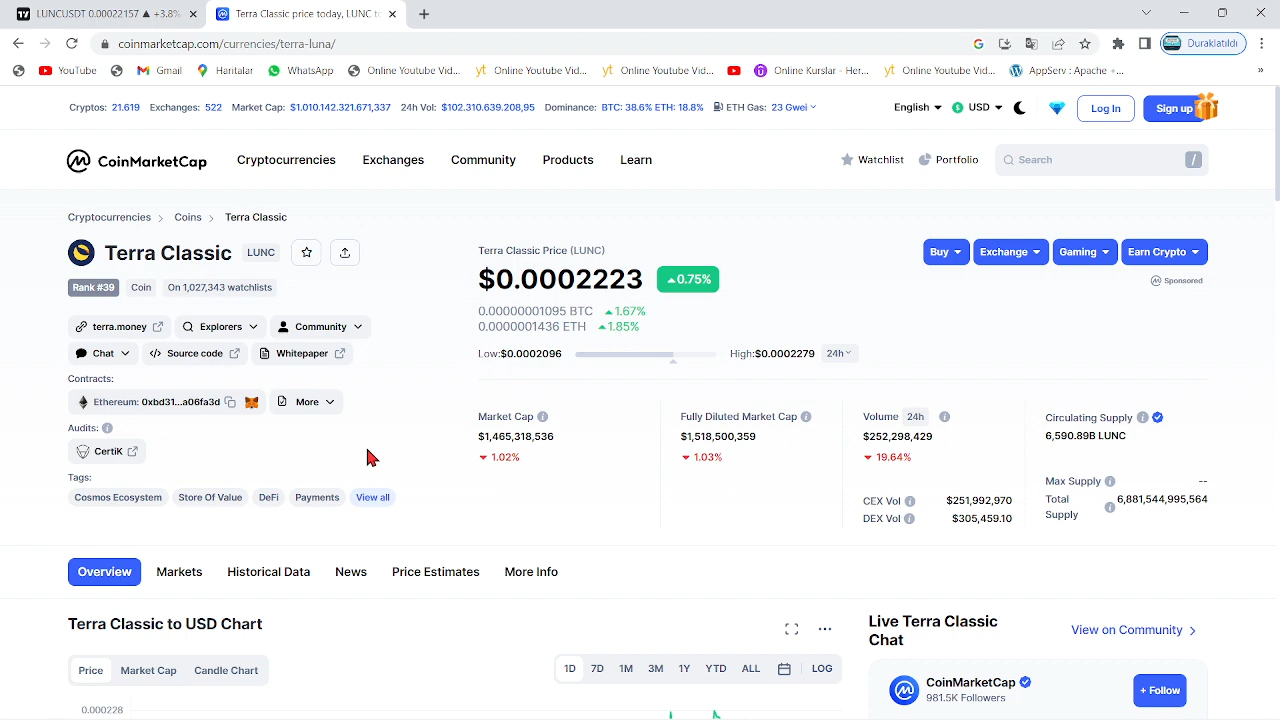 LUNCUSDT 0.00022157 ▲ +3.8%
Terra Classic price today, LUNC to
coinmarketcap.com/currencies/terra-luna/
Duraklatıldı
YouTube
Gmail
Haritalar
WhatsApp
Online Youtube Vid...
Online Youtube Vid...
Online Youtube Vid...
Online Kurslar - Her...
Online Youtube Vid...
AppServ : Apache +...
»
Cryptos: 21.619 Exchanges: 522 Market Cap: $1.010.142.321.671,337 24h Vol: $102.310.639.208,95 Dominance: BTC: 38.6% ETH: 18.8% ETH Gas: 23 Gwei
English USD Log In Sign up
CoinMarketCap Cryptocurrencies Exchanges Community Products Learn
Watchlist Portfolio Search /
Cryptocurrencies > Coins > Terra Classic
Terra Classic LUNC
Rank #39 Coin On 1,027,343 watchlists
terra.money Explorers Community
Chat Source code Whitepaper
Contracts:
Ethereum: 0xbd31...a06fa3d More
Audits:
CertiK
Tags:
Cosmos Ecosystem Store Of Value DeFi Payments View all
Terra Classic Price (LUNC)
$0.0002223 0.75%
0.00000001095 BTC 1.67%
0.0000001436 ETH 1.85%
Low:$0.0002096 High:$0.0002279 24h
Buy Exchange Gaming Earn Crypto
Sponsored
Market Cap
$1,465,318,536
1.02%
Fully Diluted Market Cap
$1,518,500,359
1.03%
Volume 24h
$252,298,429
19.64%
CEX Vol $251,992,970
DEX Vol $305,459.10
Circulating Supply
6,590.89B LUNC
Max Supply --
Total Supply 6,881,544,995,564
Overview Markets Historical Data News Price Estimates More Info
Terra Classic to USD Chart
Price Market Cap Candle Chart
1D 7D 1M 3M 1Y YTD ALL LOG
0.000228
Live Terra Classic
Chat
View on Community >
CoinMarketCap
981.5K Followers
+ Follow